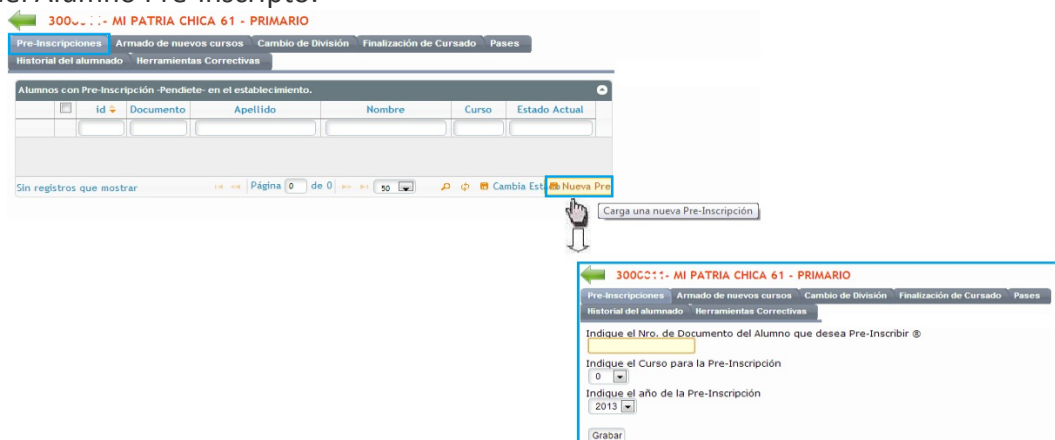 el Alumno Pre-Inscripto.
MI PATRIA CHICA 61 - PRIMARIO
Pre-Inscripciones Armado de nuevos cursos Cambio de División Finalización de Cursado Pases
Historial del alumnado Herramientas Correctivas
Alumnos con Pre-Inscripción -Pendiete- en el establecimiento.
id Documento Apellido Nombre Curso Estado Actual
Sin registros que mostrar Página 0 de 0 50 Cambia Est Nueva Pre
Carga una nueva Pre-Inscripción
MI PATRIA CHICA 61 - PRIMARIO
Pre-Inscripciones Armado de nuevos cursos Cambio de División Finalización de Cursado Pases
Historial del alumnado Herramientas Correctivas
Indique el Nro. de Documento del Alumno que desea Pre-Inscribir ®
Indique el Curso para la Pre-Inscripción
0
Indique el año de la Pre-Inscripción
2013
Grabar